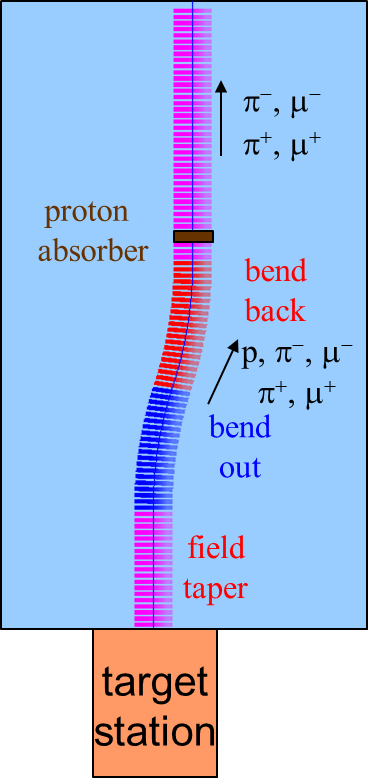 π⁻, μ⁻
π⁺, μ⁺
proton
absorber
bend
back
p, π⁻, μ⁻
π⁺, μ⁺
bend
out
field
taper
target
station